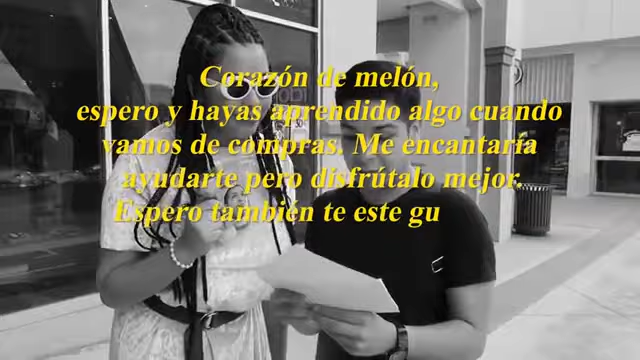 Corazón de melón,
espero y hayas aprendido algo cuando
vamos de compras. Me encantaría
ayudarte pero disfrútalo mejor.
Espero también te este gu